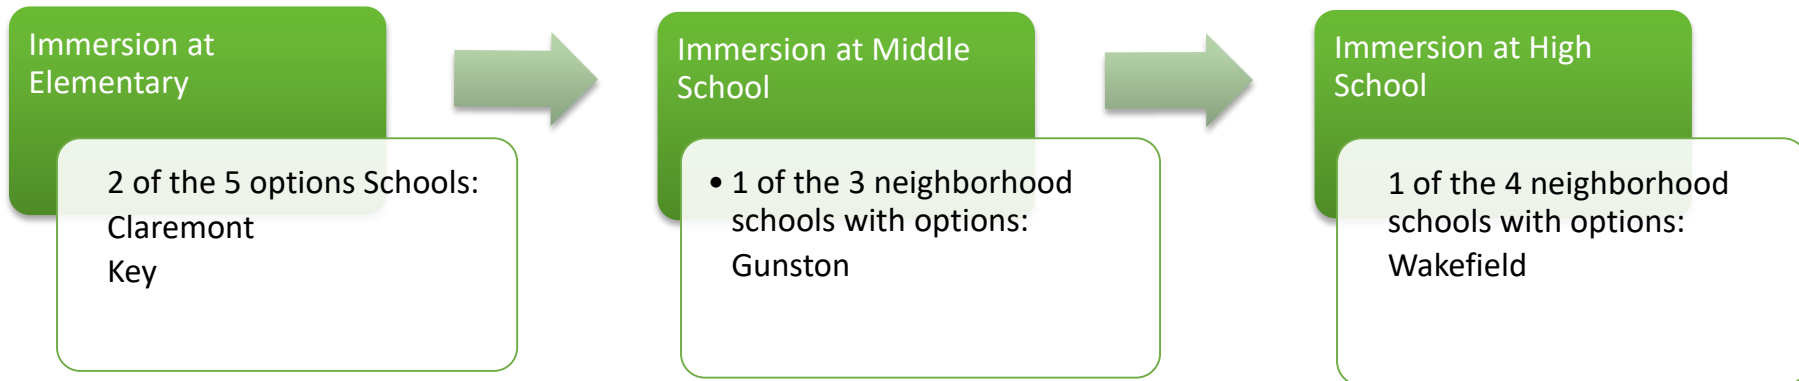 Immersion at
Elementary
2 of the 5 options Schools:
Claremont
Key
Immersion at Middle
School
• 1 of the 3 neighborhood
schools with options:
Gunston
Immersion at High
School
1 of the 4 neighborhood
schools with options:
Wakefield